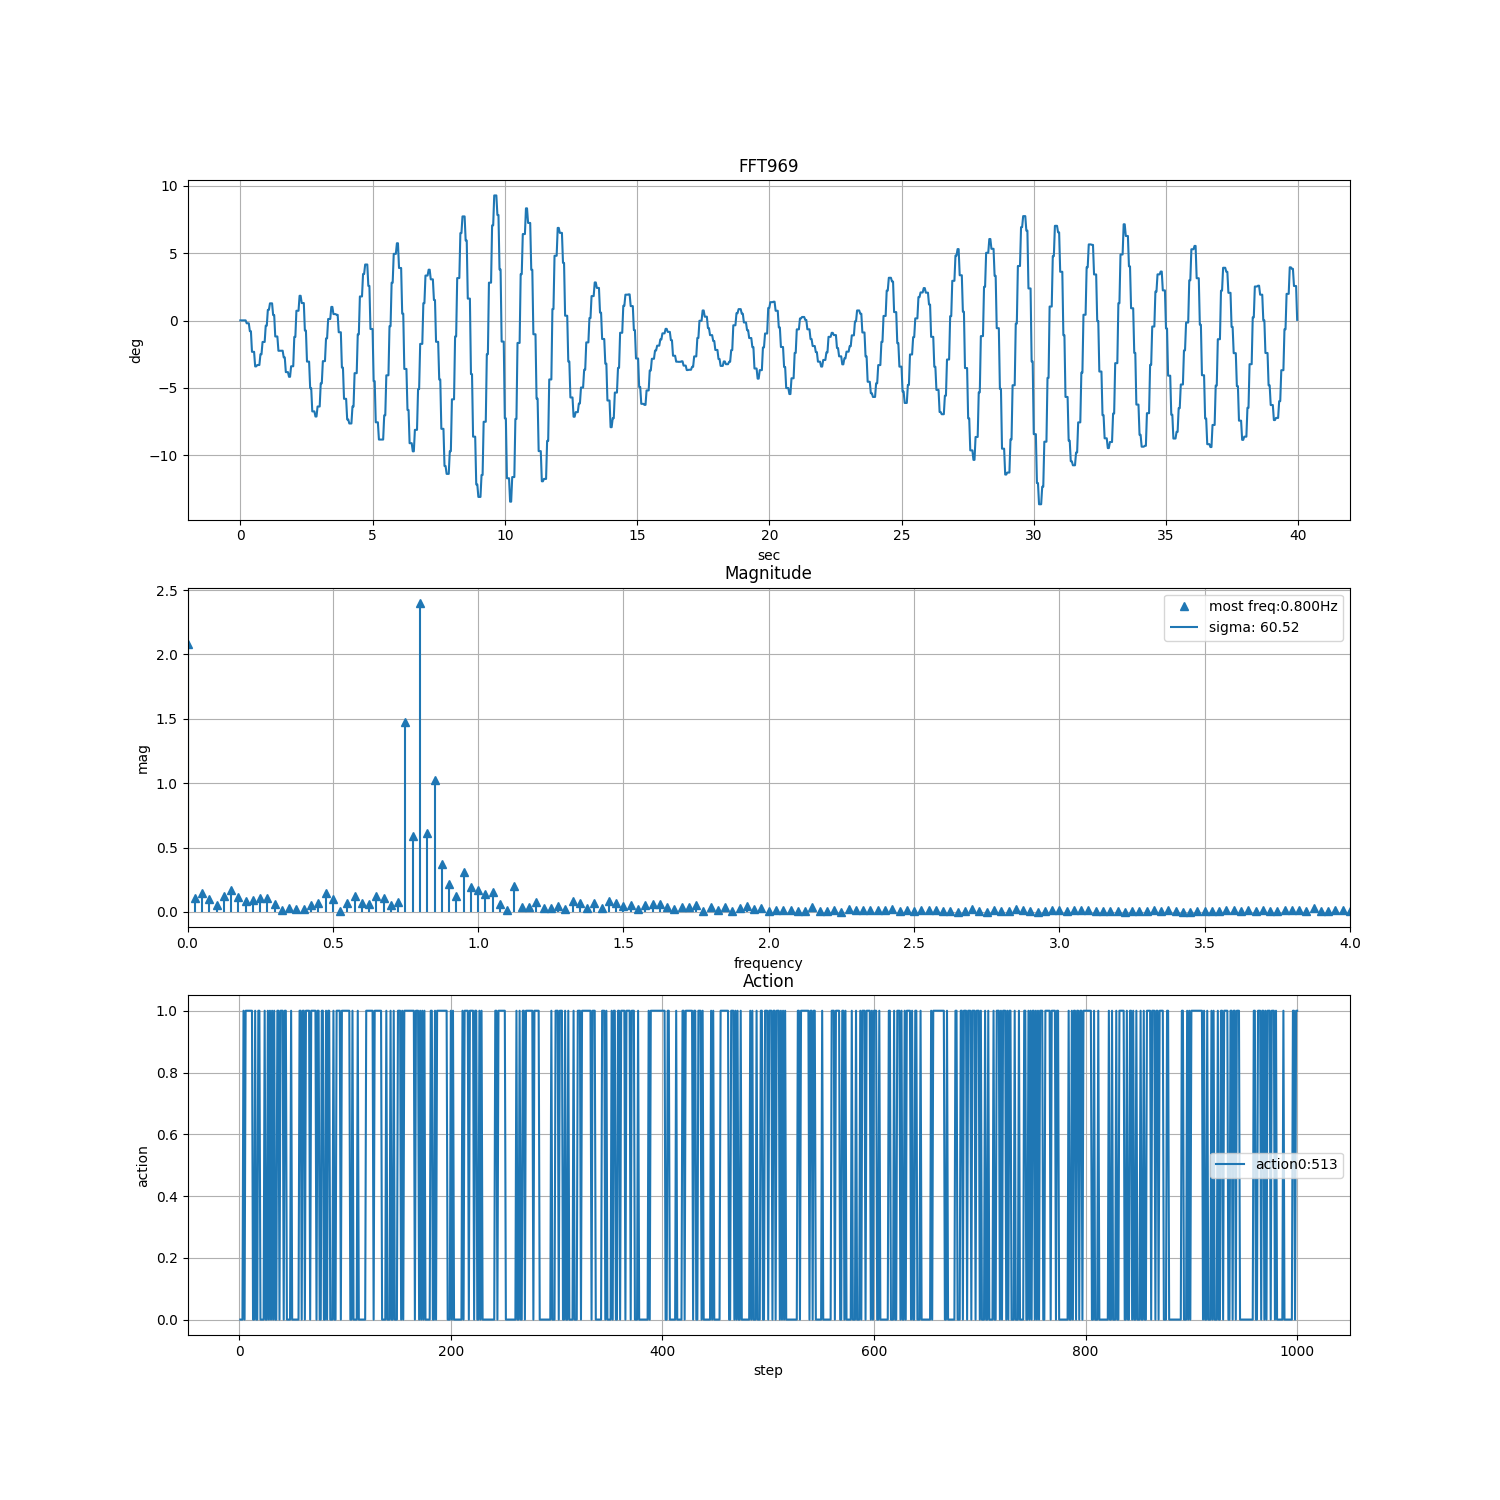 FFT969
10
5
0
−5
−10
deg
0 5 10 15 20 25 30 35 40
sec
Magnitude
2.5
2.0
1.5
1.0
0.5
0.0
mag
most freq:0.800Hz
sigma: 60.52
0.0 0.5 1.0 1.5 2.0 2.5 3.0 3.5 4.0
frequency
Action
1.0
0.8
0.6
0.4
0.2
0.0
action
action0:513
0 200 400 600 800 1000
step